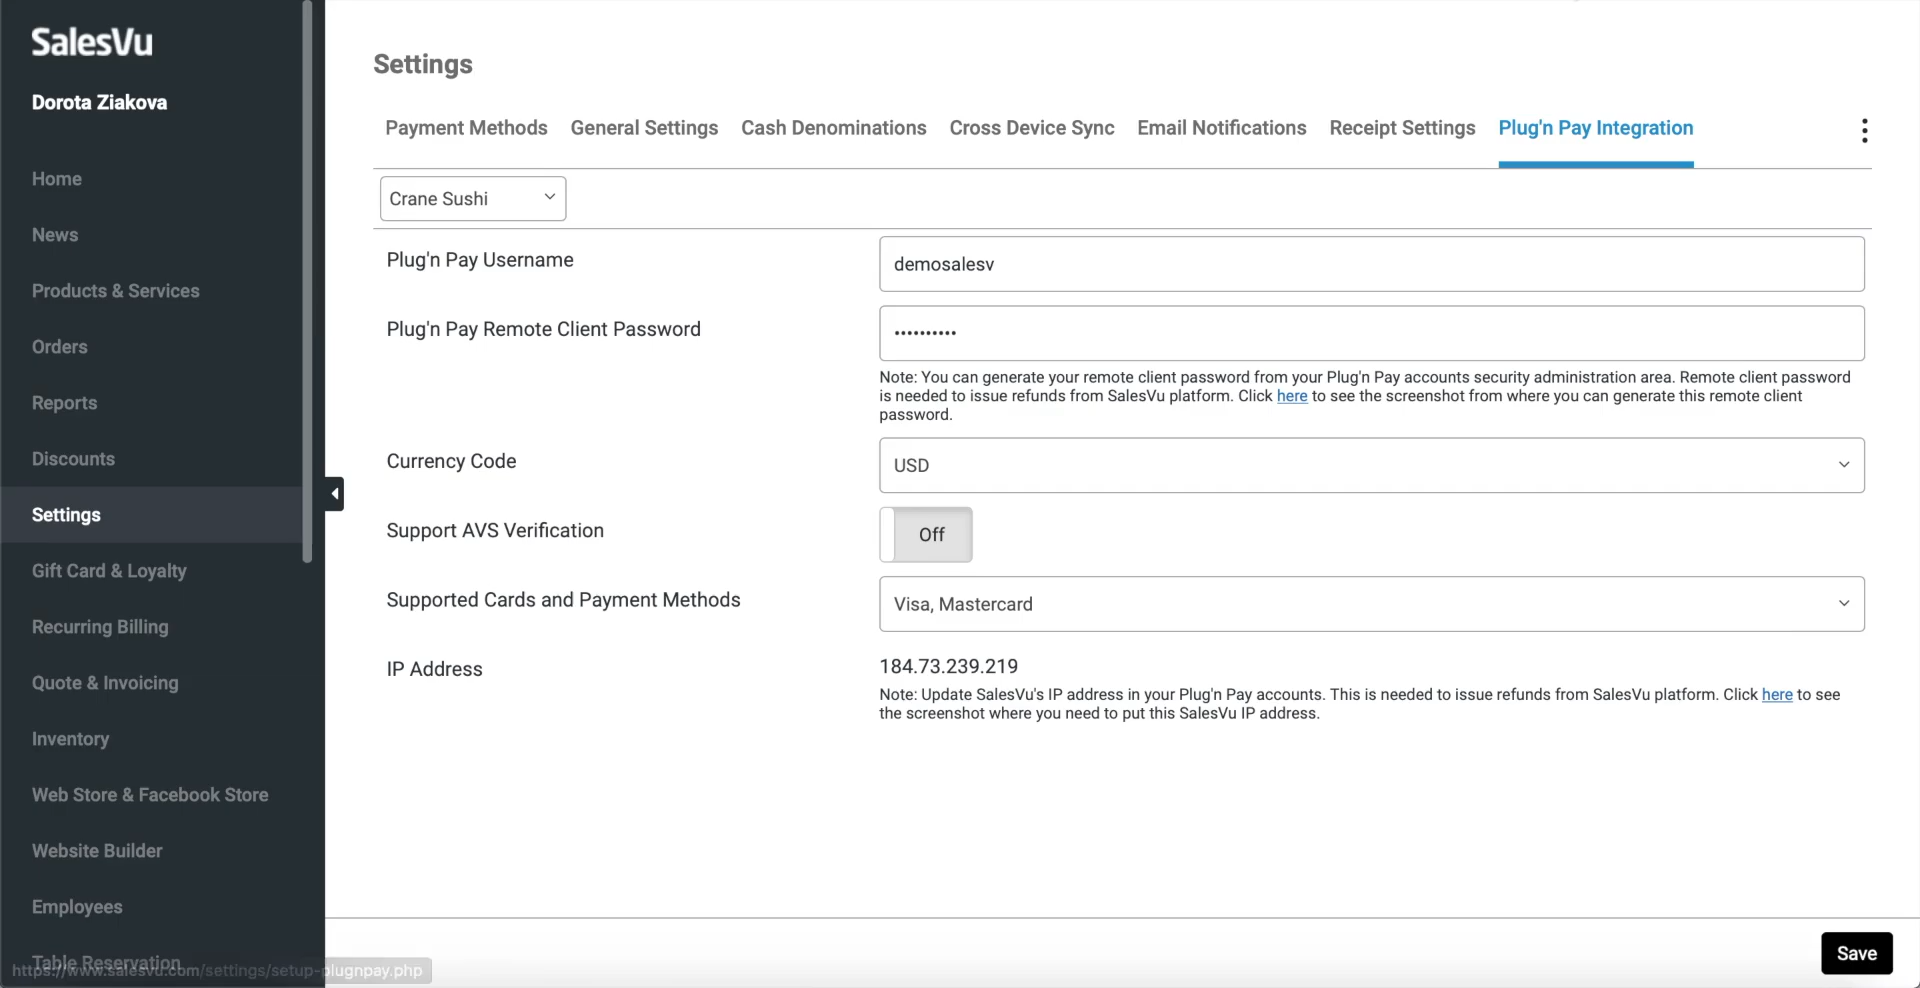 SalesVu
Dorota Ziakova
Home
News
Products & Services
Orders
Reports
Discounts
Settings
Gift Card & Loyalty
Recurring Billing
Quote & Invoicing
Inventory
Web Store & Facebook Store
Website Builder
Employees
Table Reservation
https://www.salesvu.com/settings/setup-plugnpay.php
Settings
Payment Methods
General Settings
Cash Denominations
Cross Device Sync
Email Notifications
Receipt Settings
Plug'n Pay Integration
Crane Sushi
Plug'n Pay Username
demosalesv
Plug'n Pay Remote Client Password
••••••••••
Note: You can generate your remote client password from your Plug'n Pay accounts security administration area. Remote client password
is needed to issue refunds from SalesVu platform. Click here to see the screenshot from where you can generate this remote client
password.
Currency Code
USD
Support AVS Verification
Off
Supported Cards and Payment Methods
Visa, Mastercard
IP Address
184.73.239.219
Note: Update SalesVu's IP address in your Plug'n Pay accounts. This is needed to issue refunds from SalesVu platform. Click here to see
the screenshot where you need to put this SalesVu IP address.
Save